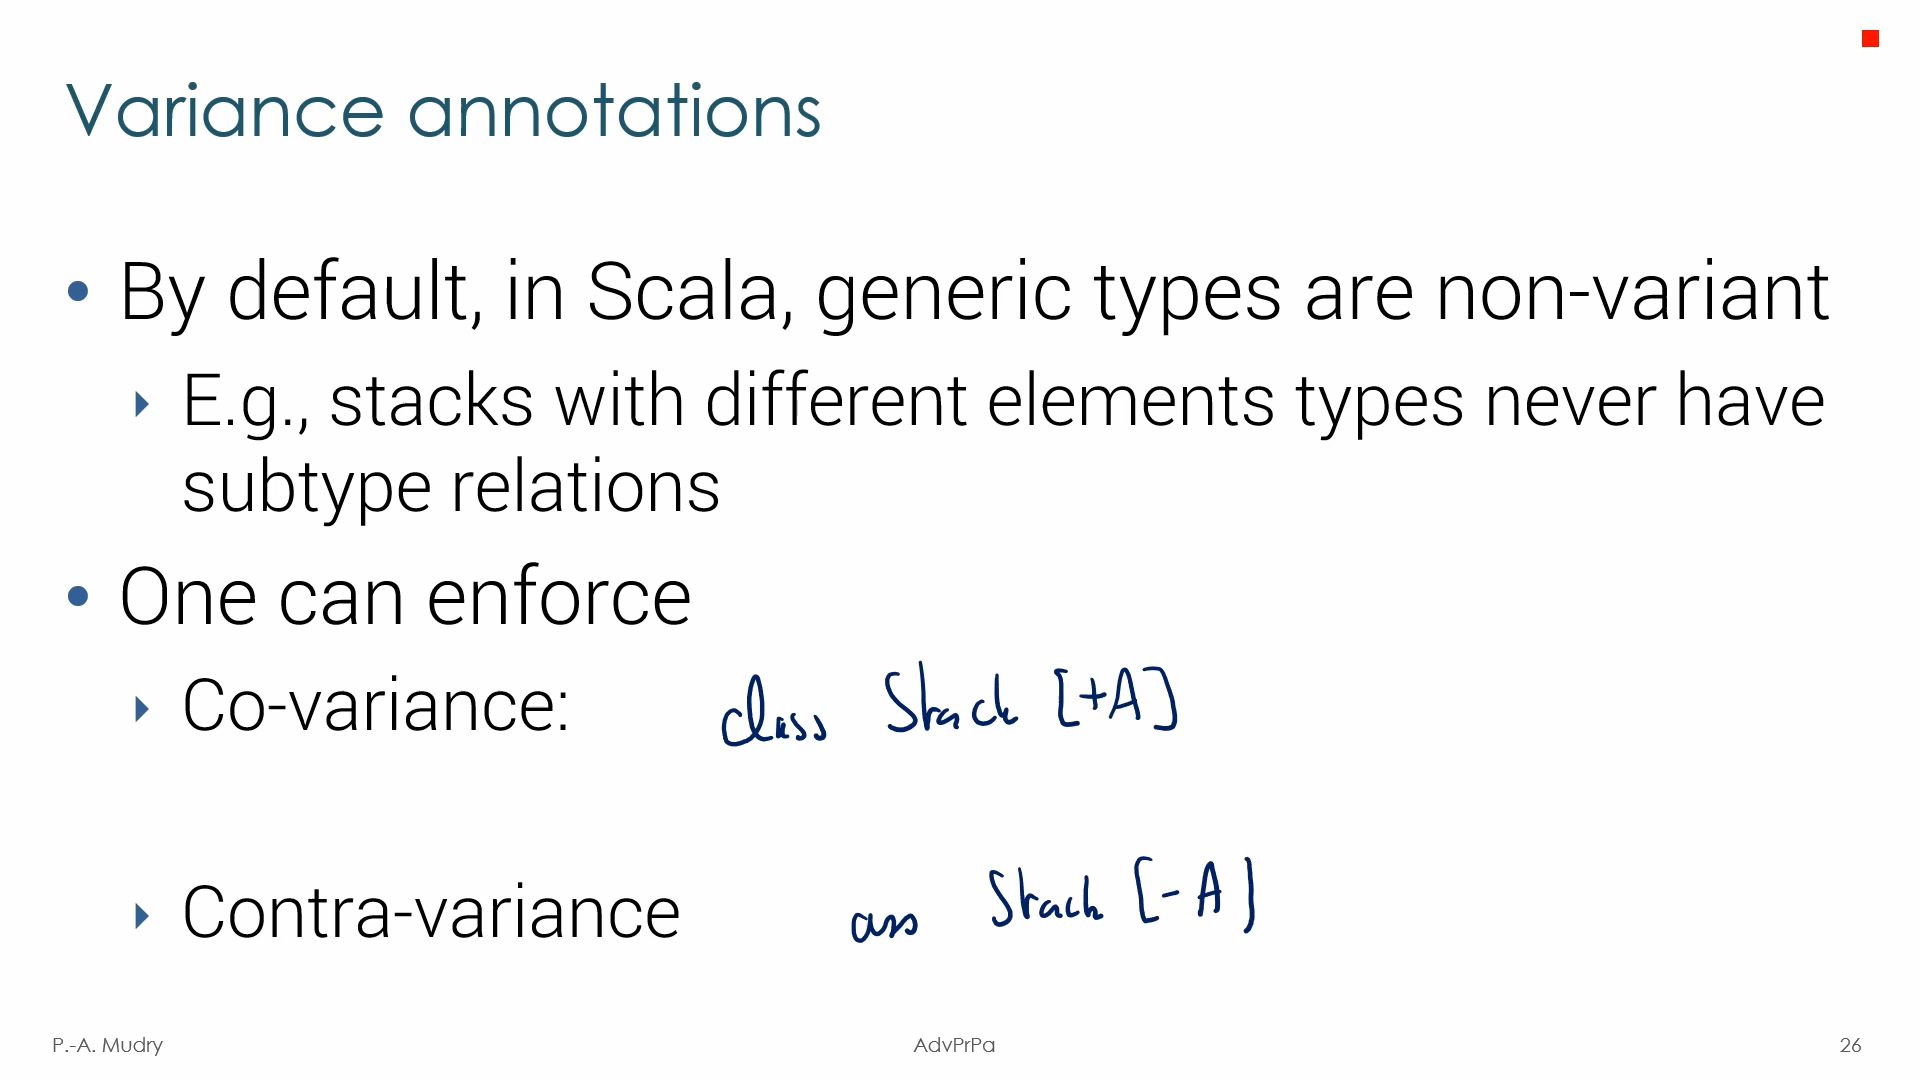 Variance annotations
• By default, in Scala, generic types are non-variant
‣ E.g., stacks with different elements types never have
subtype relations
• One can enforce
‣ Co-variance: class Stack [+A]
‣ Contra-variance ass Stack [-A]
P.-A. Mudry AdvPrPa 26